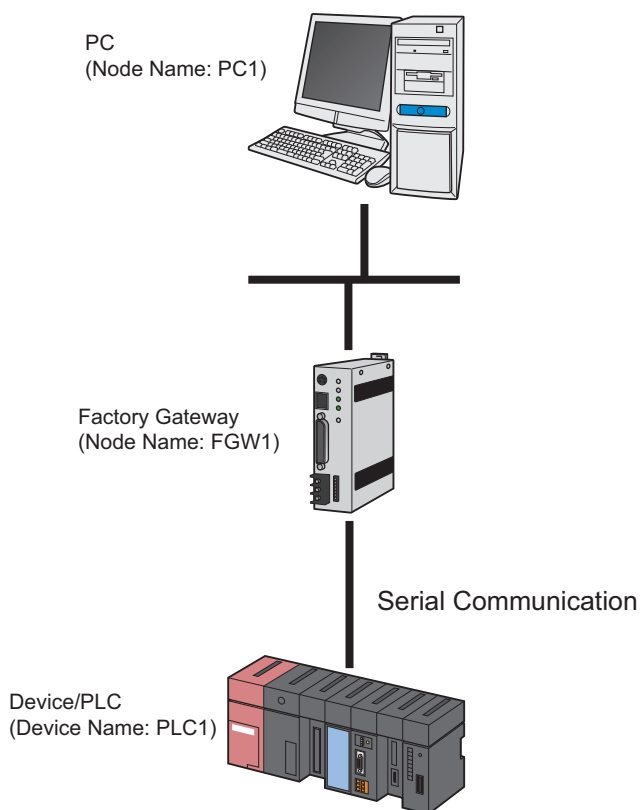 PC
(Node Name: PC1)
Factory Gateway
(Node Name: FGW1)
Serial Communication
Device/PLC
(Device Name: PLC1)